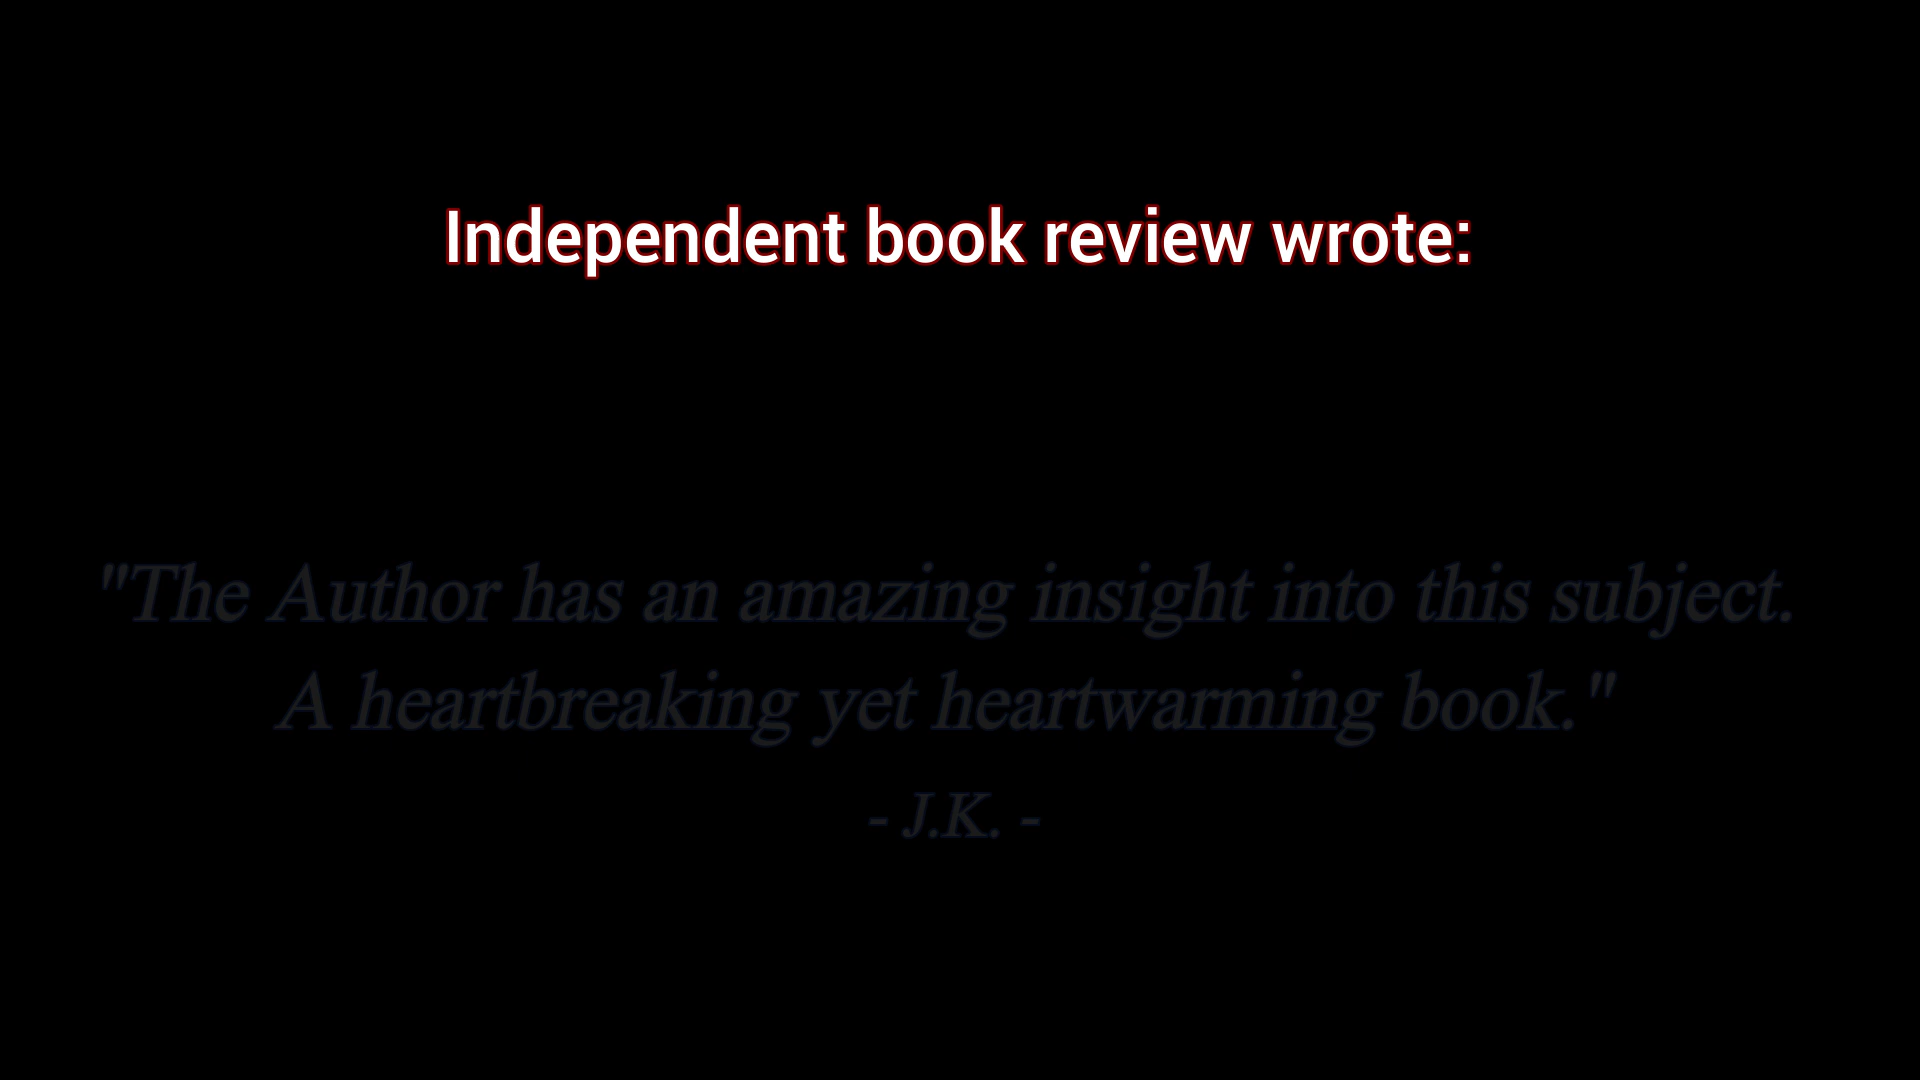 Independent book review wrote:
"The Author has an amazing insight into this subject.
A heartbreaking yet heartwarming book."
- J.K. -